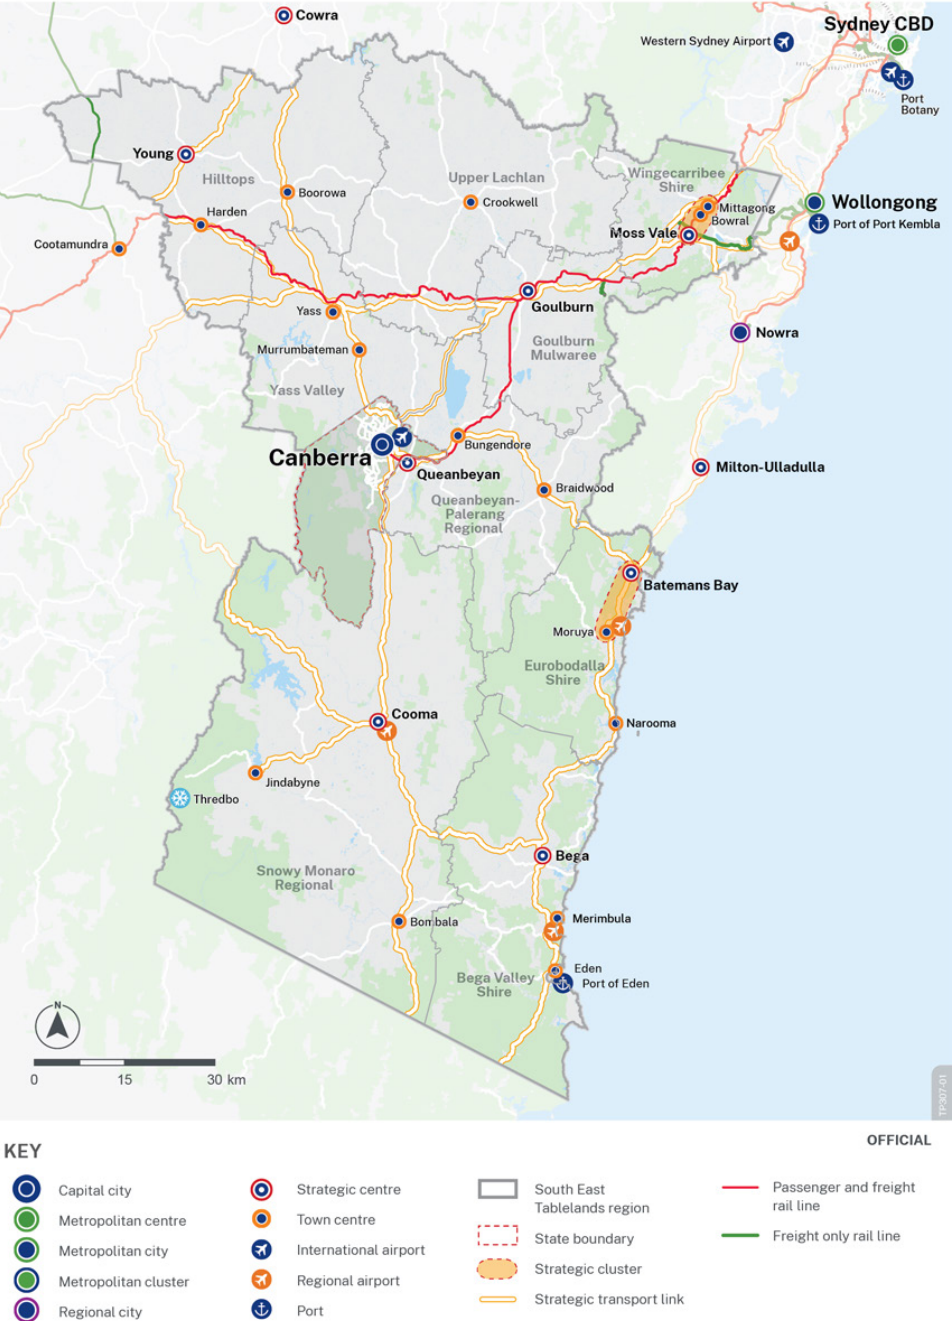 Cowra
Sydney CBD
Western Sydney Airport
Port
Botany
Young
Hilltops
Boorowa
Upper Lachlan
Crookwell
Wingecarribee
Shire
Mittagong
Bowral
Moss Vale
Wollongong
Port of Port Kembla
Harden
Cootamundra
Yass
Goulburn
Nowra
Murrumbateman
Goulburn
Mulwaree
Yass Valley
Canberra
Bungendore
Queanbeyan
Milton-Ulladulla
Braidwood
Queanbeyan-
Palerang
Regional
Batemans Bay
Moruya
Eurobodalla
Shire
Cooma
Narooma
Jindabyne
Thredbo
Bega
Snowy Monaro
Regional
Bombala
Merimbula
Eden
Port of Eden
Bega Valley
Shire
N
0 15 30 km
TP307-01
KEY
OFFICIAL
Capital city
Metropolitan centre
Metropolitan city
Metropolitan cluster
Regional city
Strategic centre
Town centre
International airport
Regional airport
Port
South East
Tablelands region
State boundary
Strategic cluster
Strategic transport link
Passenger and freight
rail line
Freight only rail line